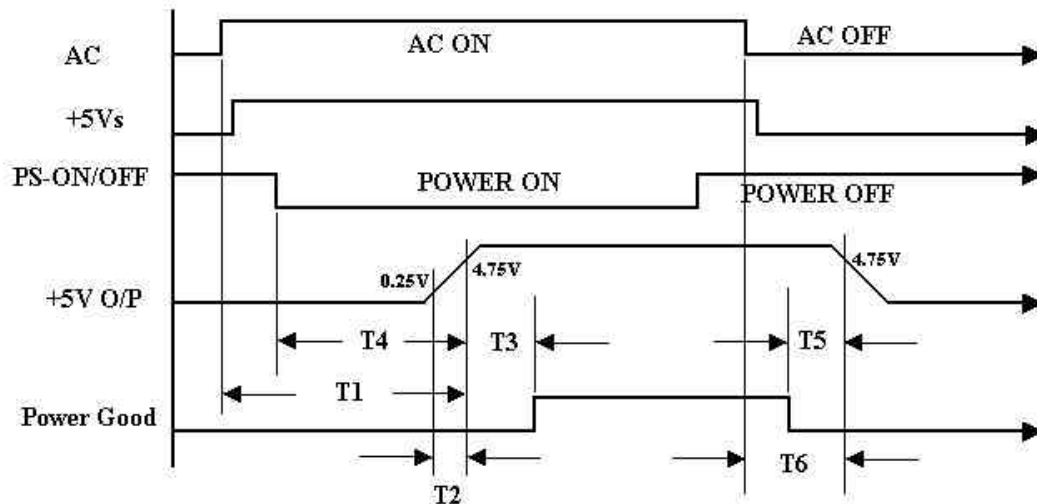 AC
AC ON
AC OFF
+5Vs
PS-ON/OFF
POWER ON
POWER OFF
+5V O/P
0.25V
4.75V
4.75V
T4
T3
T5
T1
Power Good
T2
T6